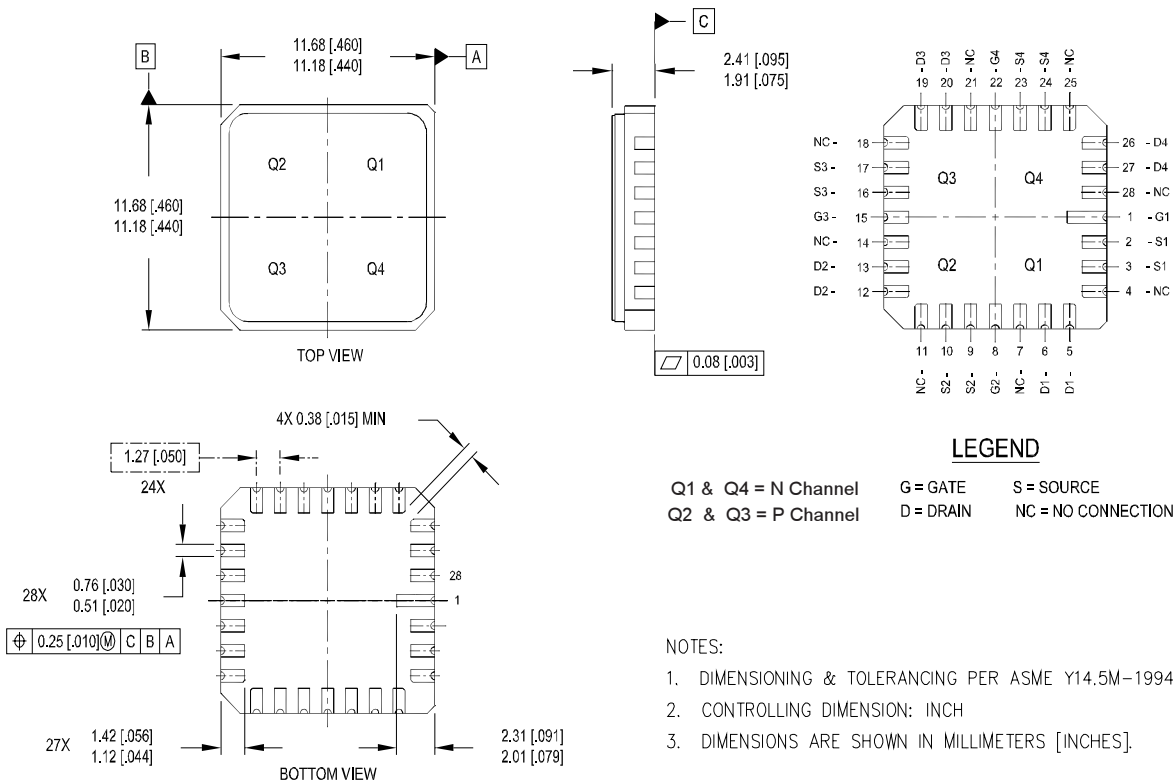 B
11.68 [.460]
11.18 [.440]
A
11.68 [.460]
11.18 [.440]
Q2 Q1
Q3 Q4
TOP VIEW
C
2.41 [.095]
1.91 [.075]
⏥ 0.08 [.003]
19 - D3
20 - D3
21 - NC
22 - G4
23 - S4
24 - S4
25 - NC
NC - 18
S3 - 17
S3 - 16
G3 - 15
NC - 14
D2 - 13
D2 - 12
Q3 Q4
Q2 Q1
26 - D4
27 - D4
28 - NC
1 - G1
2 - S1
3 - S1
4 - NC
11 NC -
10 S2 -
9 S2 -
8 G2 -
7 NC -
6 D1 -
5 D1 -
4X 0.38 [.015] MIN
1.27 [.050]
24X
28X 0.76 [.030]
0.51 [.020]
⌖ 0.25 [.010] Ⓜ C B A
28
1
27X 1.42 [.056]
1.12 [.044]
2.31 [.091]
2.01 [.079]
BOTTOM VIEW
LEGEND
Q1 & Q4 = N Channel G = GATE S = SOURCE
Q2 & Q3 = P Channel D = DRAIN NC = NO CONNECTION
NOTES:
1. DIMENSIONING & TOLERANCING PER ASME Y14.5M-1994
2. CONTROLLING DIMENSION: INCH
3. DIMENSIONS ARE SHOWN IN MILLIMETERS [INCHES].